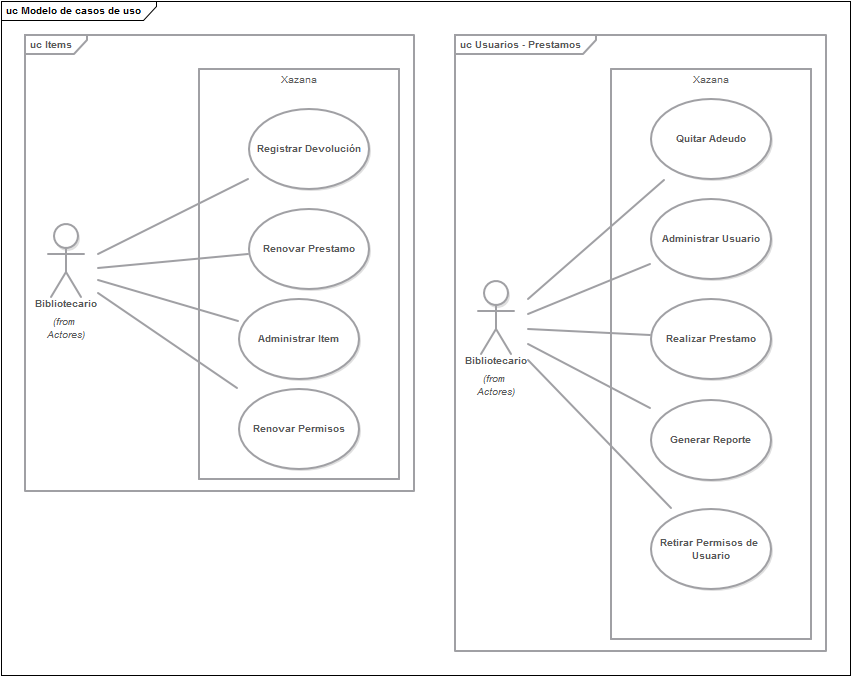 uc Modelo de casos de uso
uc Items
Xazana
Registrar Devolución
Renovar Prestamo
Administrar Item
Renovar Permisos
Bibliotecario
(from
Actores)
uc Usuarios - Prestamos
Xazana
Quitar Adeudo
Administrar Usuario
Realizar Prestamo
Generar Reporte
Retirar Permisos de
Usuario
Bibliotecario
(from
Actores)